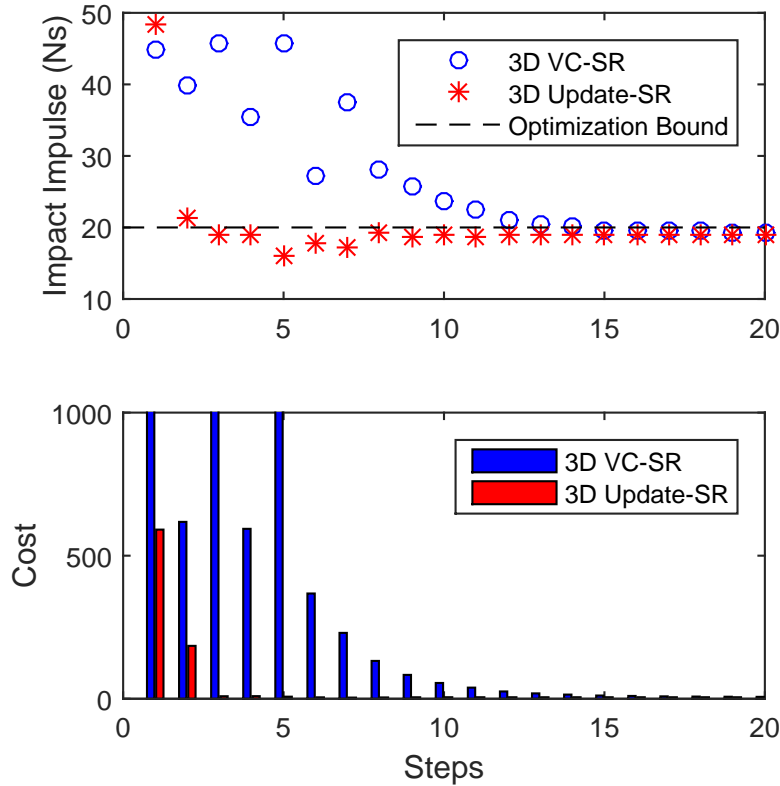 50
40
30
20
10
Impact Impulse (Ns)
3D VC-SR
3D Update-SR
Optimization Bound
0 5 10 15 20
1000
500
0
Cost
3D VC-SR
3D Update-SR
0 5 10 15 20
Steps